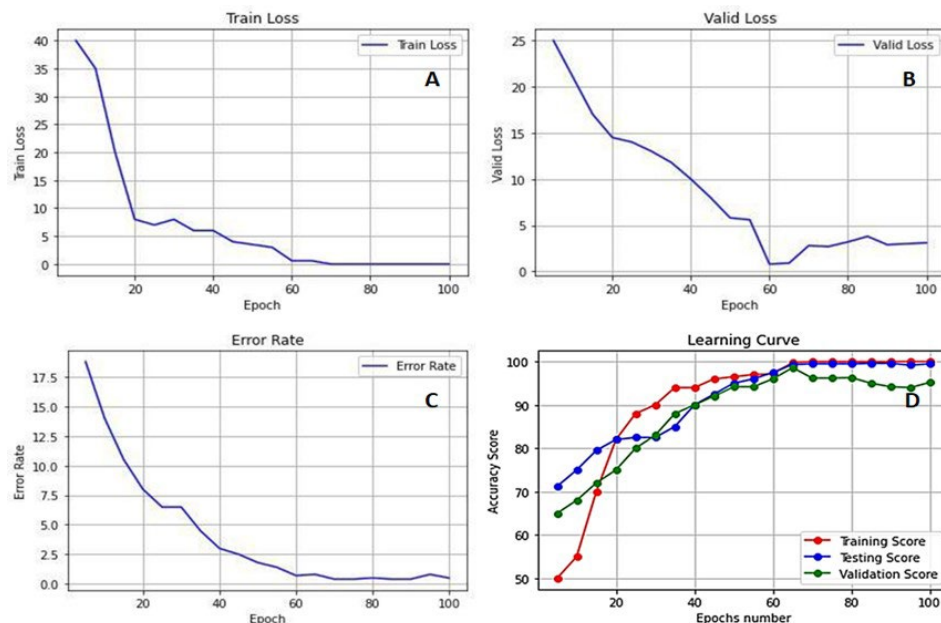 Train Loss
Train Loss
A
40
35
30
25
20
15
10
5
0
Train Loss
20
40
60
80
100
Epoch
Valid Loss
Valid Loss
B
25
20
15
10
5
0
Valid Loss
20
40
60
80
100
Epoch
Error Rate
Error Rate
C
17.5
15.0
12.5
10.0
7.5
5.0
2.5
0.0
Error Rate
20
40
60
80
100
Epoch
Learning Curve
D
100
90
80
70
60
50
Accuracy Score
Training Score
Testing Score
Validation Score
20
40
60
80
100
Epochs number